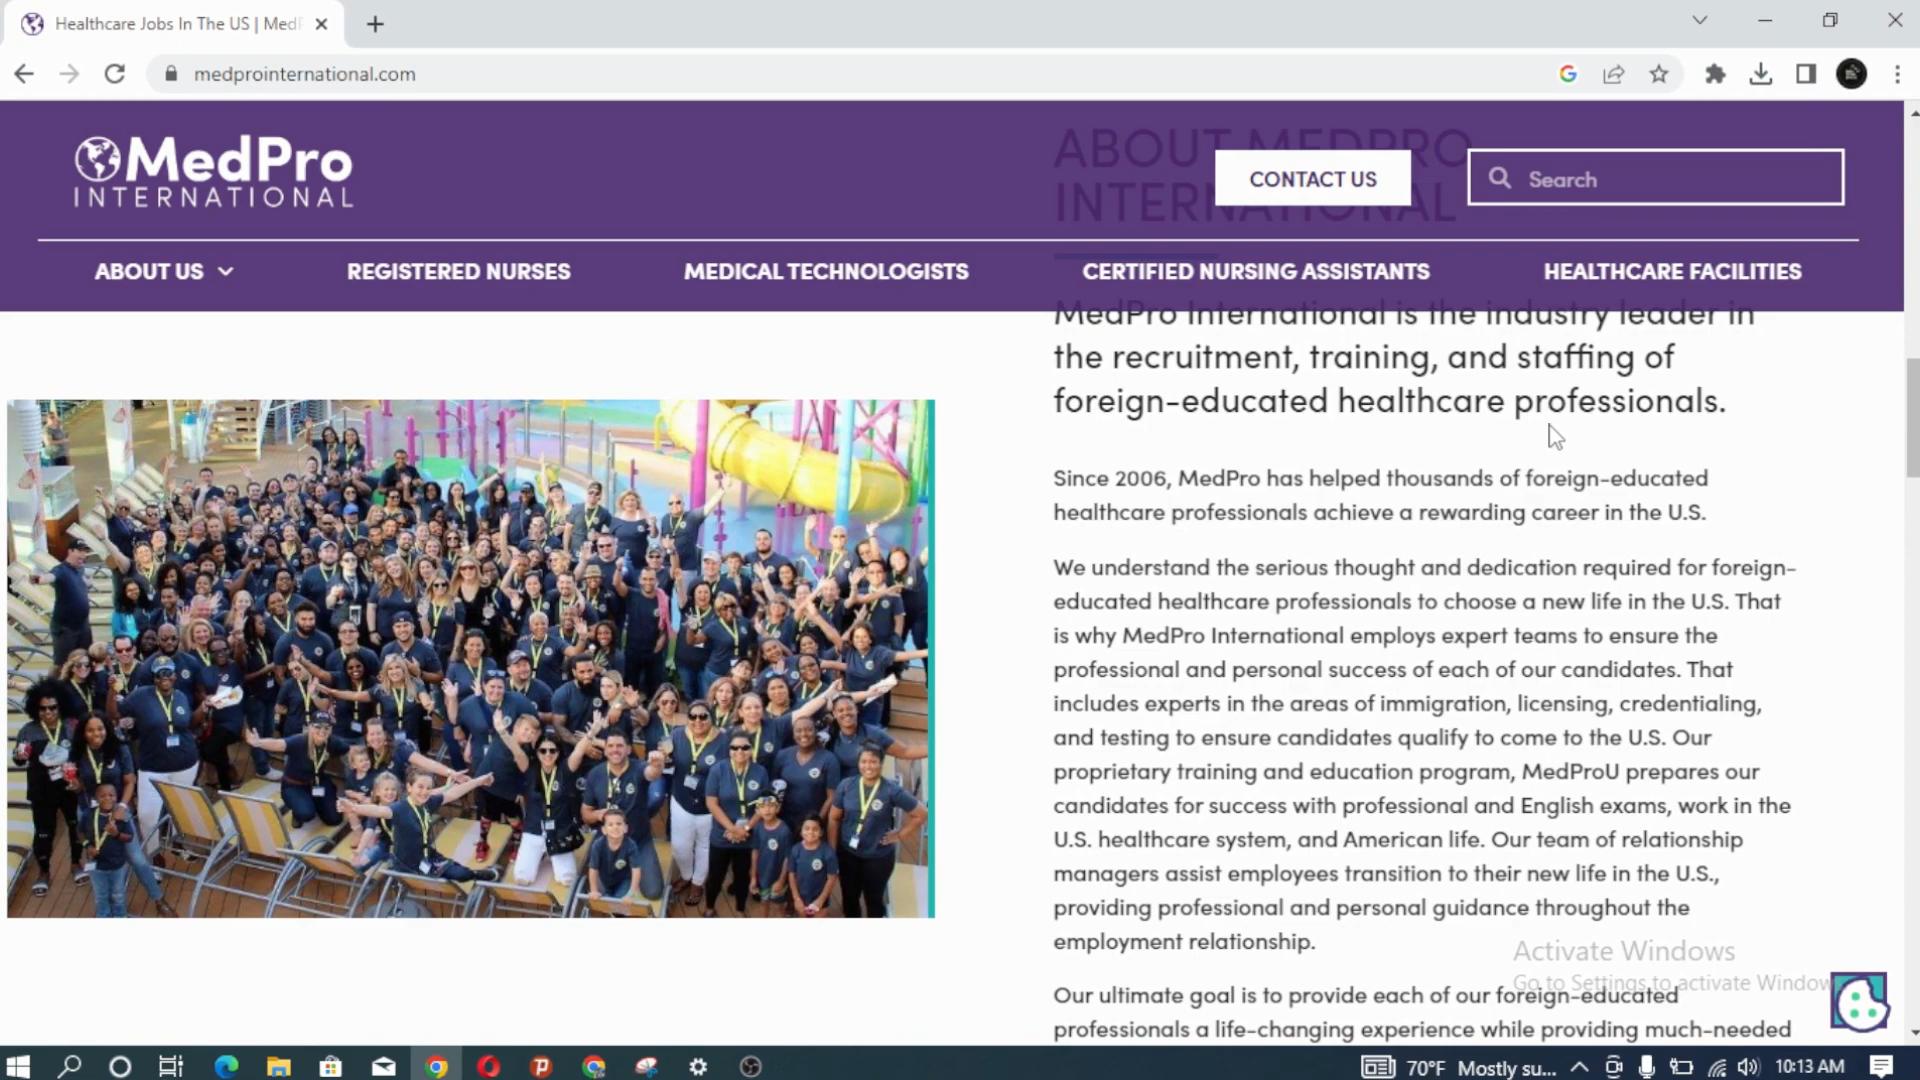 Healthcare Jobs In The US | Med
medprointernational.com
MedPro
INTERNATIONAL
ABOUT MEDPRO
INTERNATIONAL
CONTACT US
Search
ABOUT US
REGISTERED NURSES
MEDICAL TECHNOLOGISTS
CERTIFIED NURSING ASSISTANTS
HEALTHCARE FACILITIES
MedPro International is the industry leader in
the recruitment, training, and staffing of
foreign-educated healthcare professionals.
Since 2006, MedPro has helped thousands of foreign-educated
healthcare professionals achieve a rewarding career in the U.S.
We understand the serious thought and dedication required for foreign-
educated healthcare professionals to choose a new life in the U.S. That
is why MedPro International employs expert teams to ensure the
professional and personal success of each of our candidates. That
includes experts in the areas of immigration, licensing, credentialing,
and testing to ensure candidates qualify to come to the U.S. Our
proprietary training and education program, MedProU prepares our
candidates for success with professional and English exams, work in the
U.S. healthcare system, and American life. Our team of relationship
managers assist employees transition to their new life in the U.S.,
providing professional and personal guidance throughout the
employment relationship.
Our ultimate goal is to provide each of our foreign-educated
professionals a life-changing experience while providing much-needed
Activate Windows
Go to Settings to activate Window
70°F Mostly su...
10:13 AM